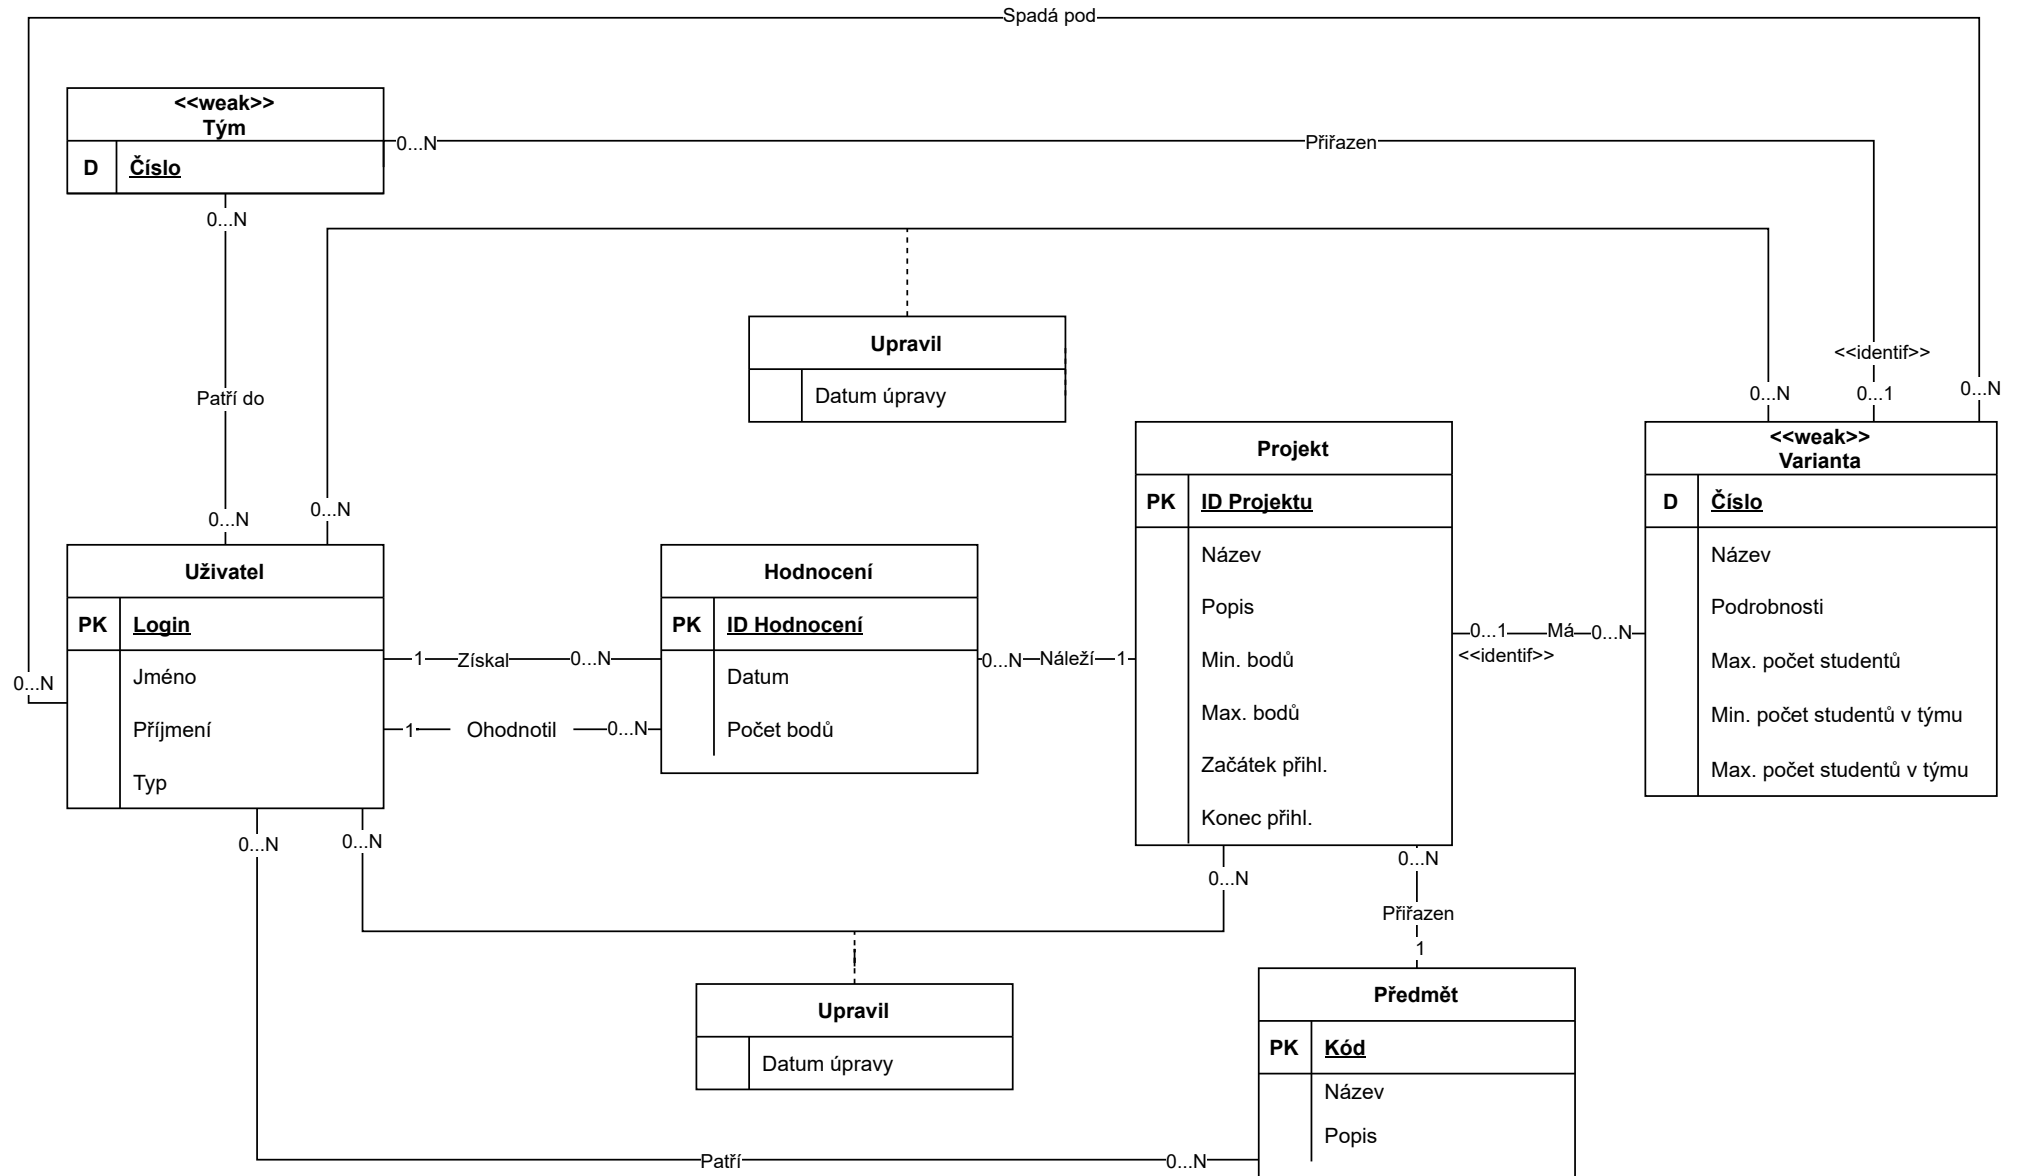 Spadá pod
<<weak>>
Tým
D Číslo
0...N
Přiřazen
0...N
Patří do
0...N
0...N
Upravil
Datum úpravy
<<identif>>
0...N
0...1
0...N
Uživatel
PK Login
Jméno
Příjmení
Typ
0...N
1 Získal 0...N
1 Ohodnotil 0...N
Hodnocení
PK ID Hodnocení
Datum
Počet bodů
0...N Náleží 1
Projekt
PK ID Projektu
Název
Popis
Min. bodů
Max. bodů
Začátek přihl.
Konec přihl.
0...1 Má 0...N
<<identif>>
<<weak>>
Varianta
D Číslo
Název
Podrobnosti
Max. počet studentů
Min. počet studentů v týmu
Max. počet studentů v týmu
0...N
0...N
0...N
0...N
Přiřazen
1
Upravil
Datum úpravy
Předmět
PK Kód
Název
Popis
Patří
0...N